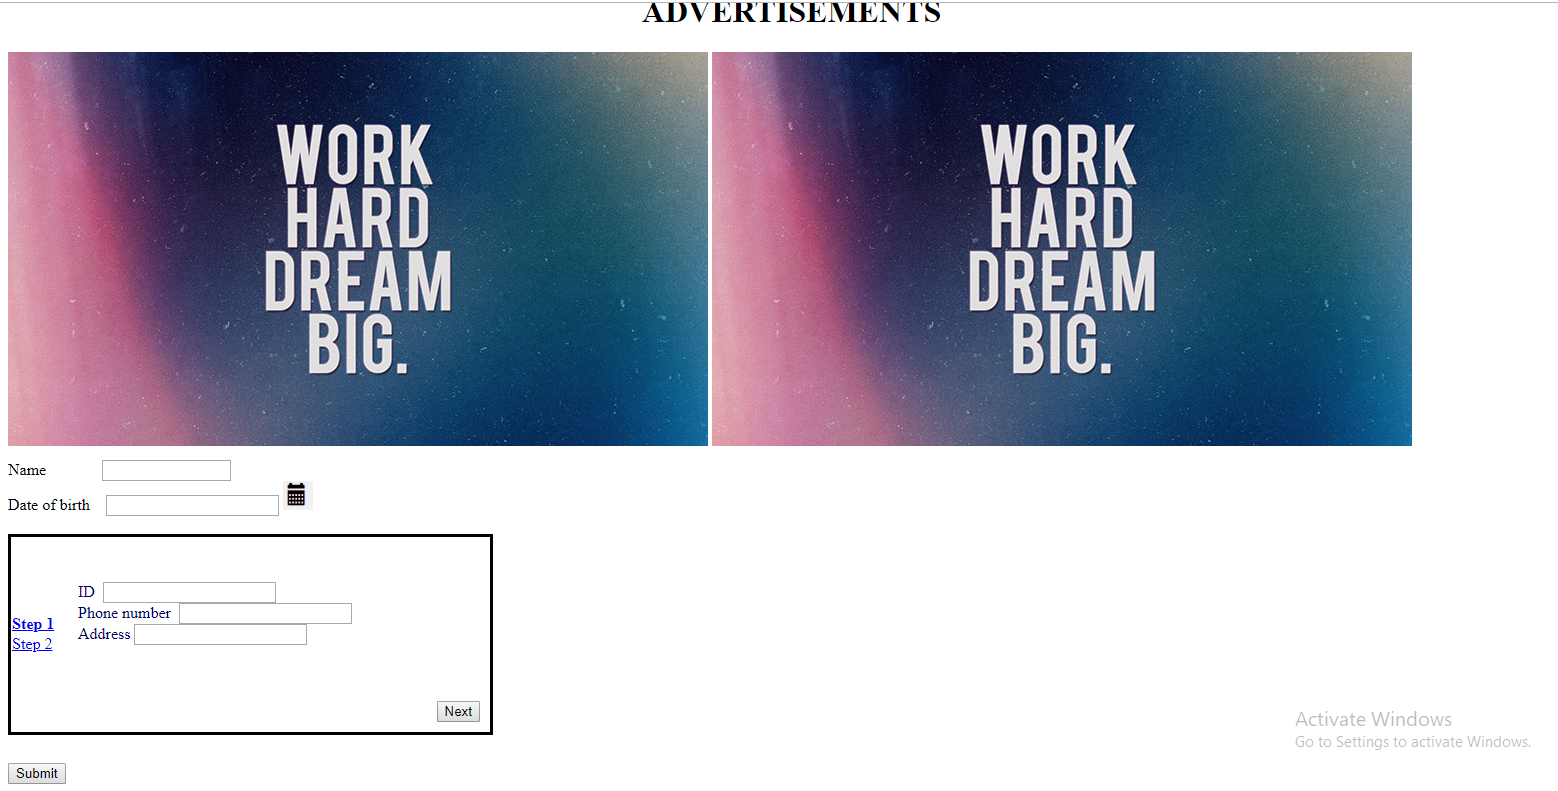 ADVERTISEMENTS
WORK
HARD
DREAM
BIG.
WORK
HARD
DREAM
BIG.
Name
Date of birth
ID
Phone number
Step 1
Address
Step 2
Next
Activate Windows
Go to Settings to activate Windows.
Submit